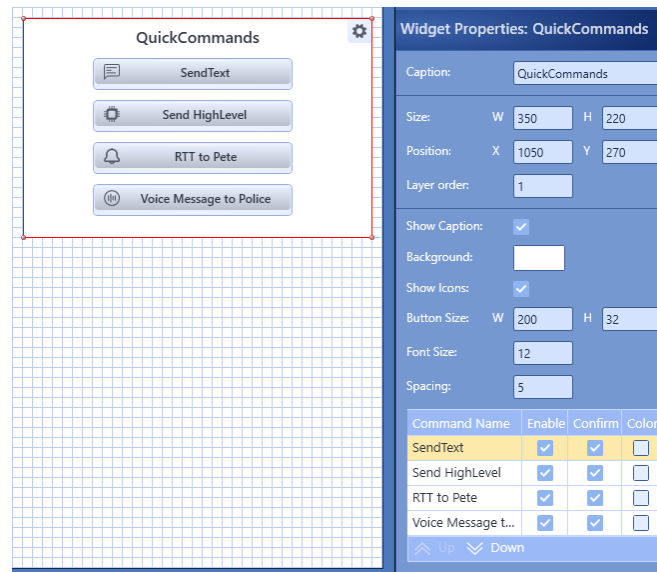 QuickCommands
SendText
Send HighLevel
RTT to Pete
Voice Message to Police
Widget Properties: QuickCommands
Caption: QuickCommands
Size: W 350 H 220
Position: X 1050 Y 270
Layer order: 1
Show Caption:
Background:
Show Icons:
Button Size: W 200 H 32
Font Size: 12
Spacing: 5
Command Name Enable Confirm Color
SendText
Send HighLevel
RTT to Pete
Voice Message t...
Up Down